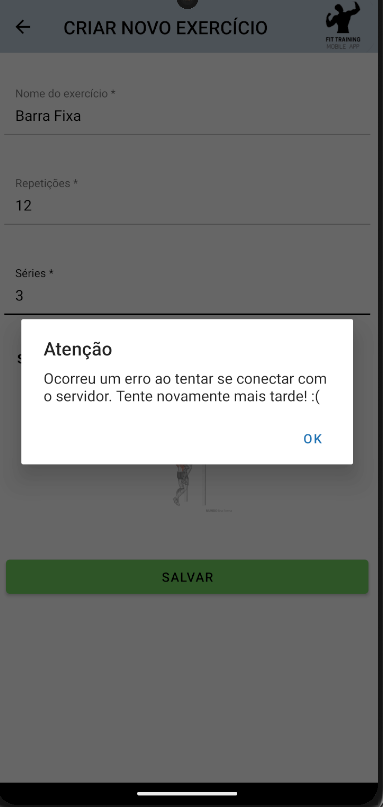 CRIAR NOVO EXERCÍCIO
FIT TRAINING
MOBILE APP
Nome do exercício *
Barra Fixa
Repetições *
12
Séries *
3
Atenção
Ocorreu um erro ao tentar se conectar com
o servidor. Tente novamente mais tarde! :(
OK
SALVAR